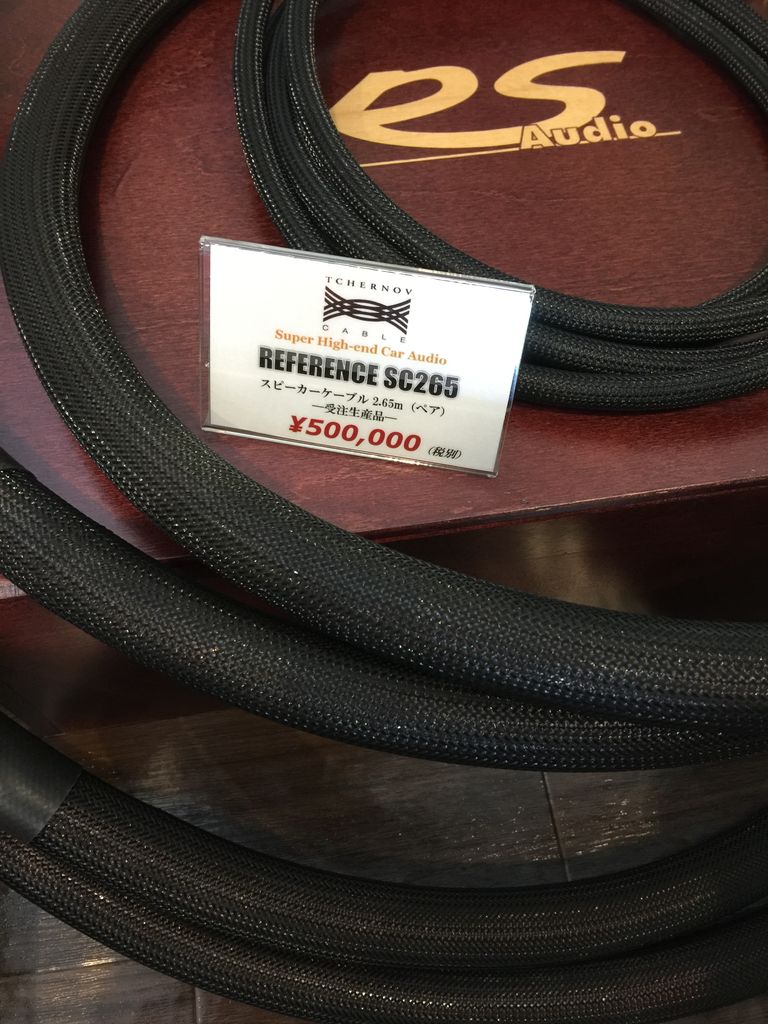 es
Audio
TCHERNOV
CABLE
Super High-end Car Audio
REFERENCE SC265
スピーカーケーブル 2.65m（ペア）
―受注生産品―
¥500,000
（税別）